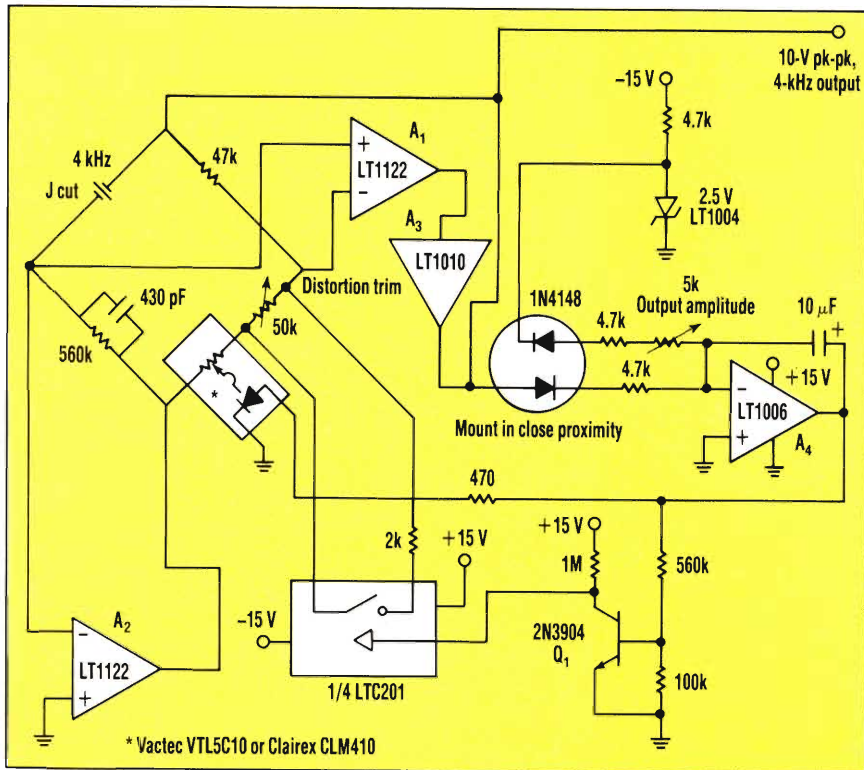 10-V pk-pk,
4-kHz output
−15 V
4.7k
2.5 V
LT1004
4 kHz
J cut
47k
A1
+
LT1122
−
A3
LT1010
Distortion trim
50k
430 pF
560k
*
1N4148
Mount in close proximity
5k
Output amplitude
4.7k
4.7k
10 μF
+
+15 V
−
LT1006
+
A4
470
2k
+15 V
−15 V
1/4 LTC201
+15 V
1M
2N3904
Q1
560k
100k
A2
−
LT1122
+
* Vactec VTL5C10 or Clairex CLM410